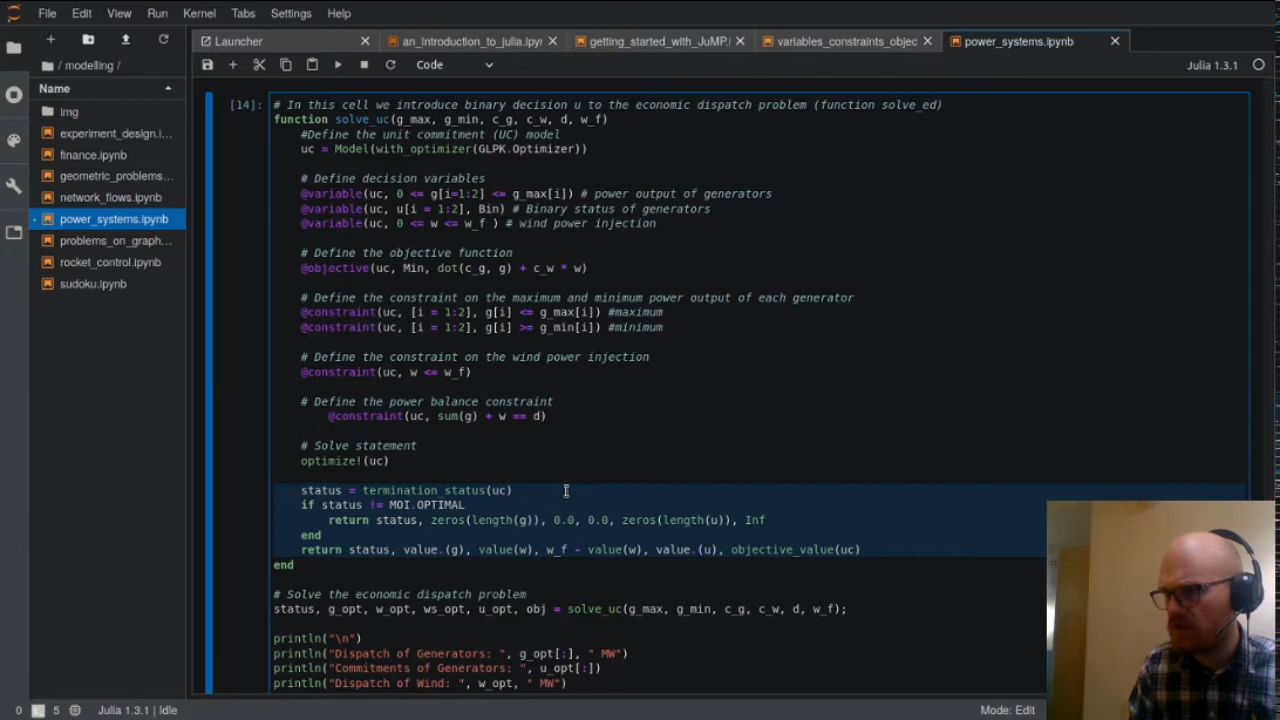 File Edit View Run Kernel Tabs Settings Help
Launcher
an_introduction_to_julia.ipyn
getting_started_with_JuMP.i
variables_constraints_objec
power_systems.ipynb
Code
Julia 1.3.1
/ modelling /
Name
Img
experiment_design.i...
finance.ipynb
geometric_problems...
network_flows.ipynb
power_systems.ipynb
problems_on_graph...
rocket_control.ipynb
sudoku.ipynb
[14]:
# In this cell we introduce binary decision u to the economic dispatch problem (function solve_ed)
function solve_uc(g_max, g_min, c_g, c_w, d, w_f)
#Define the unit commitment (UC) model
uc = Model(with_optimizer(GLPK.Optimizer))
# Define decision variables
@variable(uc, 0 <= g[i=1:2] <= g_max[i]) # power output of generators
@variable(uc, u[i = 1:2], Bin) # Binary status of generators
@variable(uc, 0 <= w <= w_f ) # wind power injection
# Define the objective function
@objective(uc, Min, dot(c_g, g) + c_w * w)
# Define the constraint on the maximum and minimum power output of each generator
@constraint(uc, [i = 1:2], g[i] <= g_max[i]) #maximum
@constraint(uc, [i = 1:2], g[i] >= g_min[i]) #minimum
# Define the constraint on the wind power injection
@constraint(uc, w <= w_f)
# Define the power balance constraint
@constraint(uc, sum(g) + w == d)
# Solve statement
optimize!(uc)
status = termination_status(uc)
if status != MOI.OPTIMAL
return status, zeros(length(g)), 0.0, 0.0, zeros(length(u)), Inf
end
return status, value.(g), value(w), w_f - value(w), value.(u), objective_value(uc)
end
# Solve the economic dispatch problem
status, g_opt, w_opt, ws_opt, u_opt, obj = solve_uc(g_max, g_min, c_g, c_w, d, w_f);
println("\n")
println("Dispatch of Generators: ", g_opt[:], " MW")
println("Commitments of Generators: ", u_opt[:])
println("Dispatch of Wind: ", w_opt, " MW")
0 5 Julia 1.3.1 | Idle
Mode: Edit